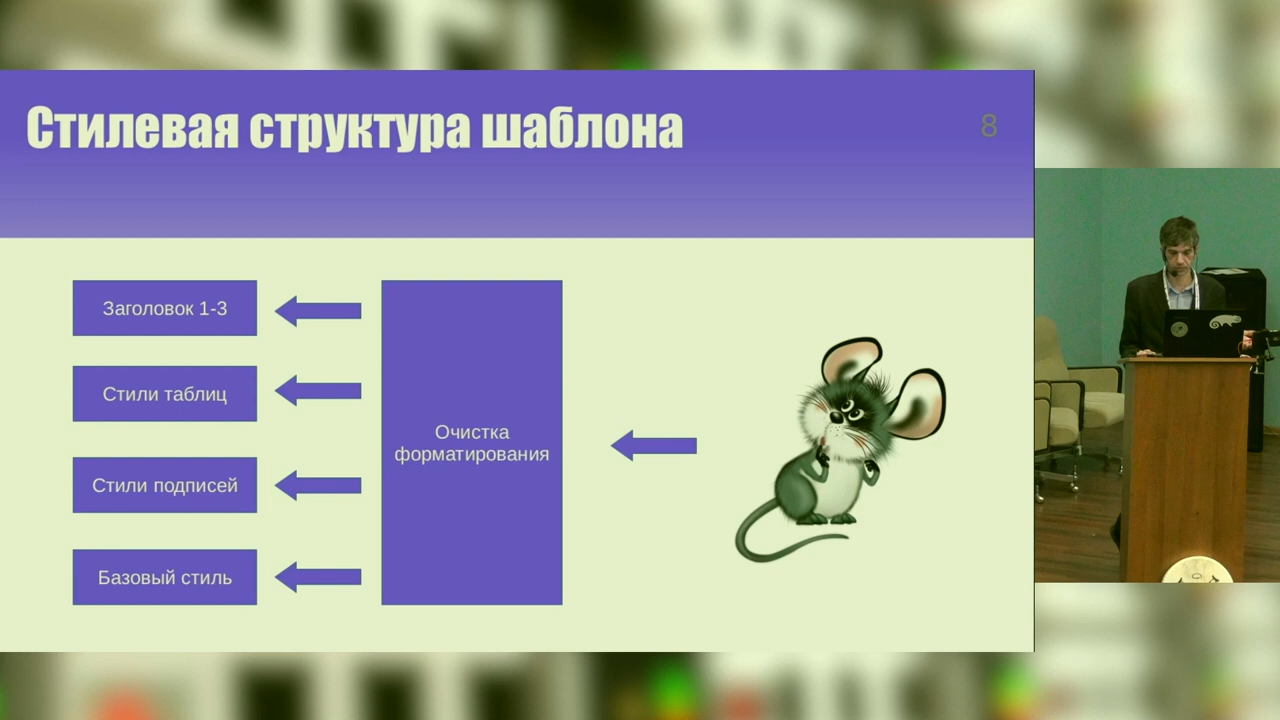 Стилевая структура шаблона
8
Заголовок 1-3
Стили таблиц
Стили подписей
Базовый стиль
Очистка
форматирования